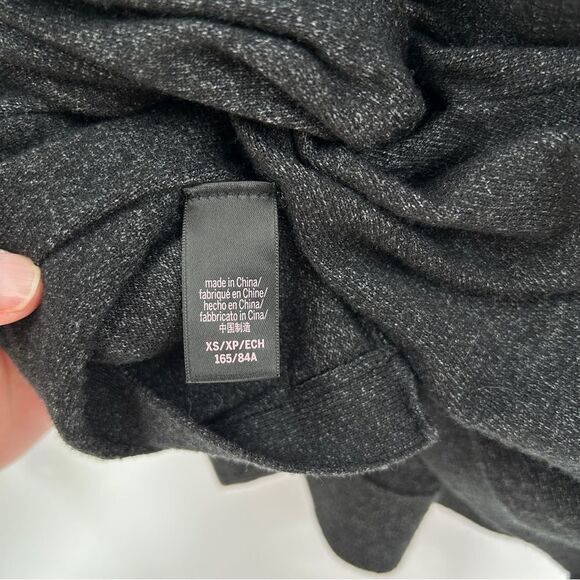 made in China/
fabriqué en Chine/
hecho en China/
fabbricato in Cina/
中国制造
XS/XP/ECH
165/84A